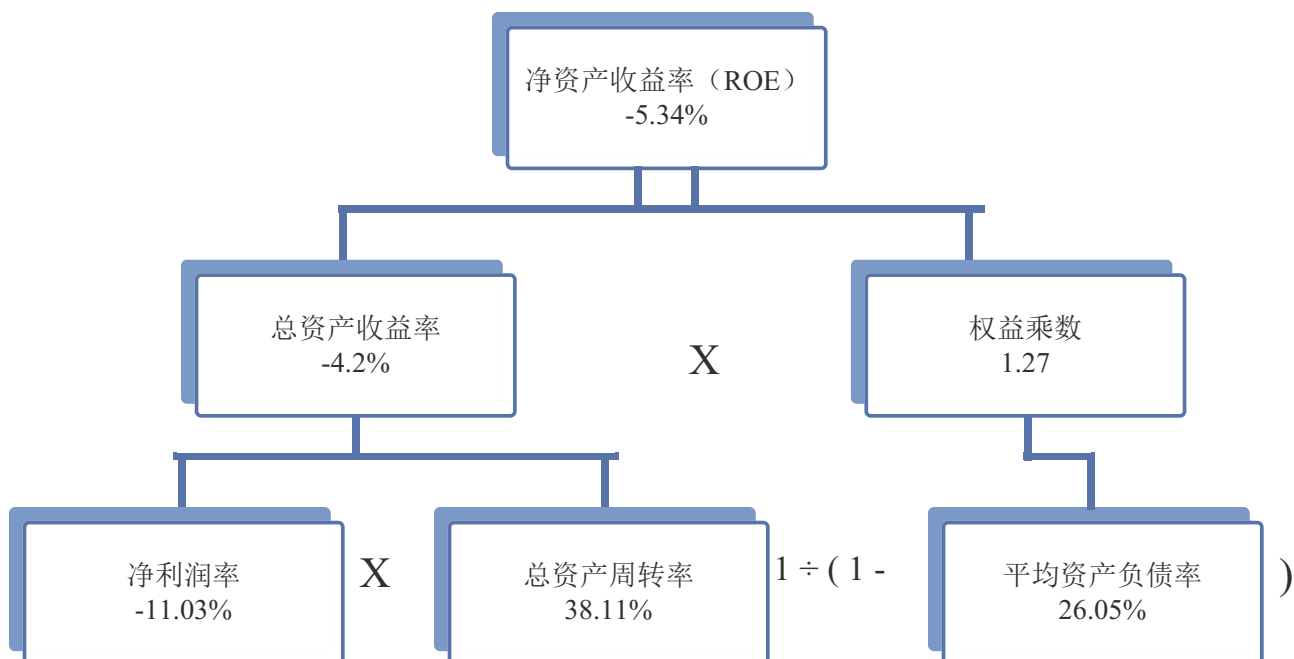 净资产收益率（ROE）
-5.34%
总资产收益率
-4.2%
X
权益乘数
1.27
净利润率
-11.03%
X
总资产周转率
38.11%
1 ÷ ( 1 -
平均资产负债率
26.05%
)